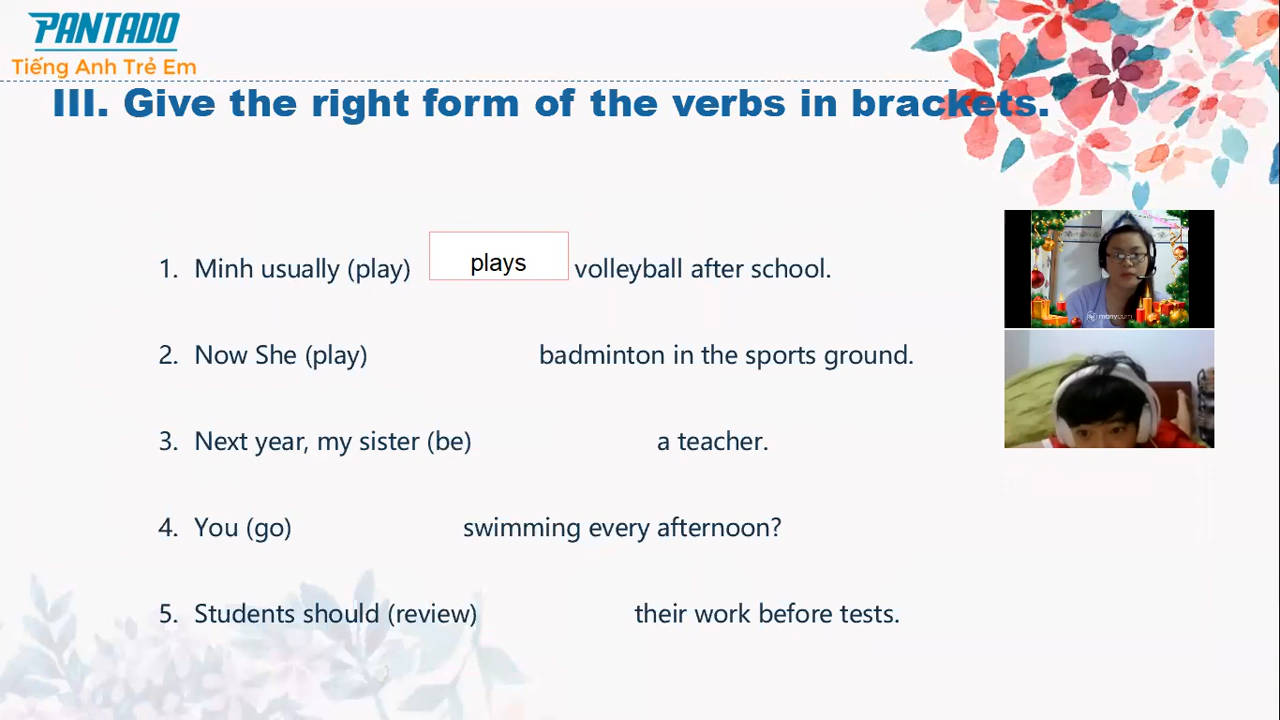 PANTADO
Tiếng Anh Trẻ Em
III. Give the right form of the verbs in brackets.
1. Minh usually (play) plays volleyball after school.
2. Now She (play) badminton in the sports ground.
3. Next year, my sister (be) a teacher.
4. You (go) swimming every afternoon?
5. Students should (review) their work before tests.